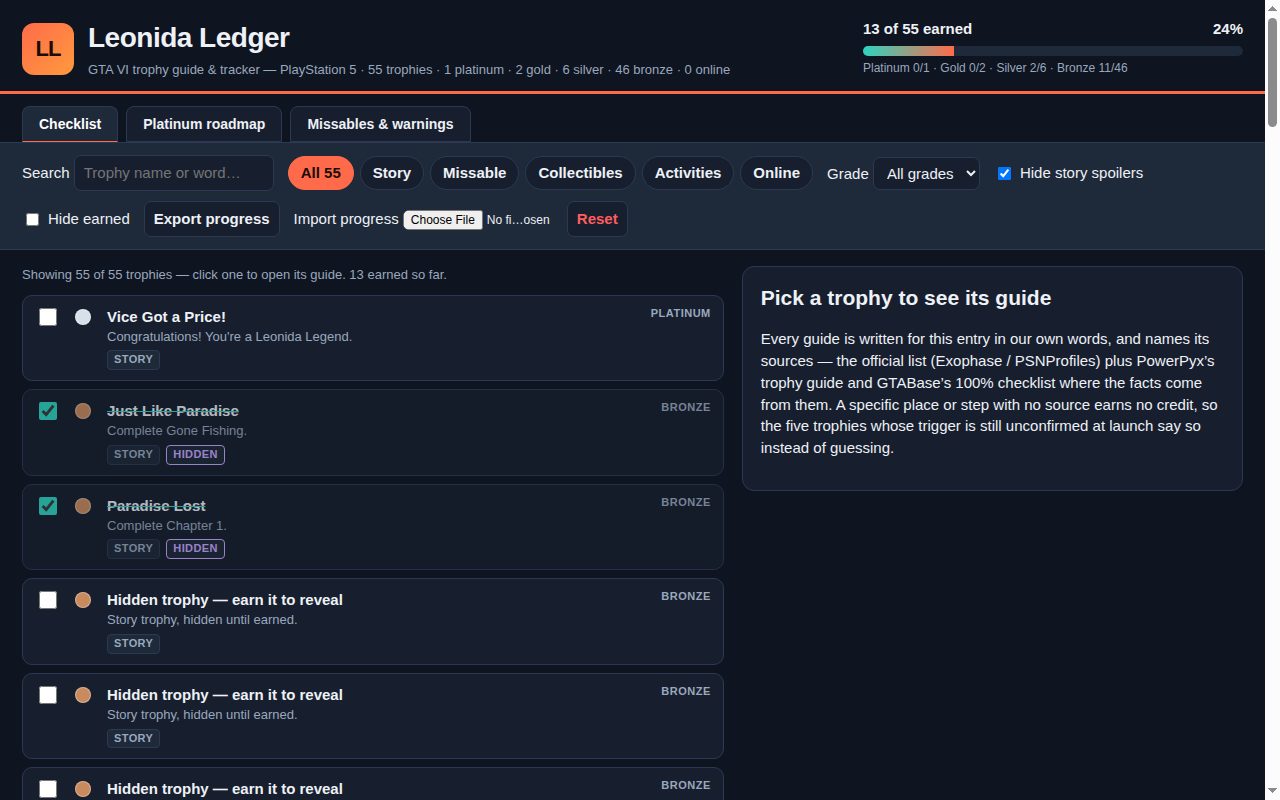 LL
Leonida Ledger
GTA VI trophy guide & tracker — PlayStation 5 · 55 trophies · 1 platinum · 2 gold · 6 silver · 46 bronze · 0 online
13 of 55 earned 24%
Platinum 0/1 · Gold 0/2 · Silver 2/6 · Bronze 11/46
Checklist Platinum roadmap Missables & warnings
Search Trophy name or word… All 55 Story Missable Collectibles Activities Online Grade All grades Hide story spoilers
Hide earned Export progress Import progress Choose File No fi…osen Reset
Showing 55 of 55 trophies — click one to open its guide. 13 earned so far.
Vice Got a Price! PLATINUM
Congratulations! You're a Leonida Legend.
STORY
Just Like Paradise BRONZE
Complete Gone Fishing.
STORY HIDDEN
Paradise Lost BRONZE
Complete Chapter 1.
STORY HIDDEN
Hidden trophy — earn it to reveal BRONZE
Story trophy, hidden until earned.
STORY
Hidden trophy — earn it to reveal BRONZE
Story trophy, hidden until earned.
STORY
Hidden trophy — earn it to reveal BRONZE
Pick a trophy to see its guide
Every guide is written for this entry in our own words, and names its
sources — the official list (Exophase / PSNProfiles) plus PowerPyx’s
trophy guide and GTABase’s 100% checklist where the facts come
from them. A specific place or step with no source earns no credit, so
the five trophies whose trigger is still unconfirmed at launch say so
instead of guessing.